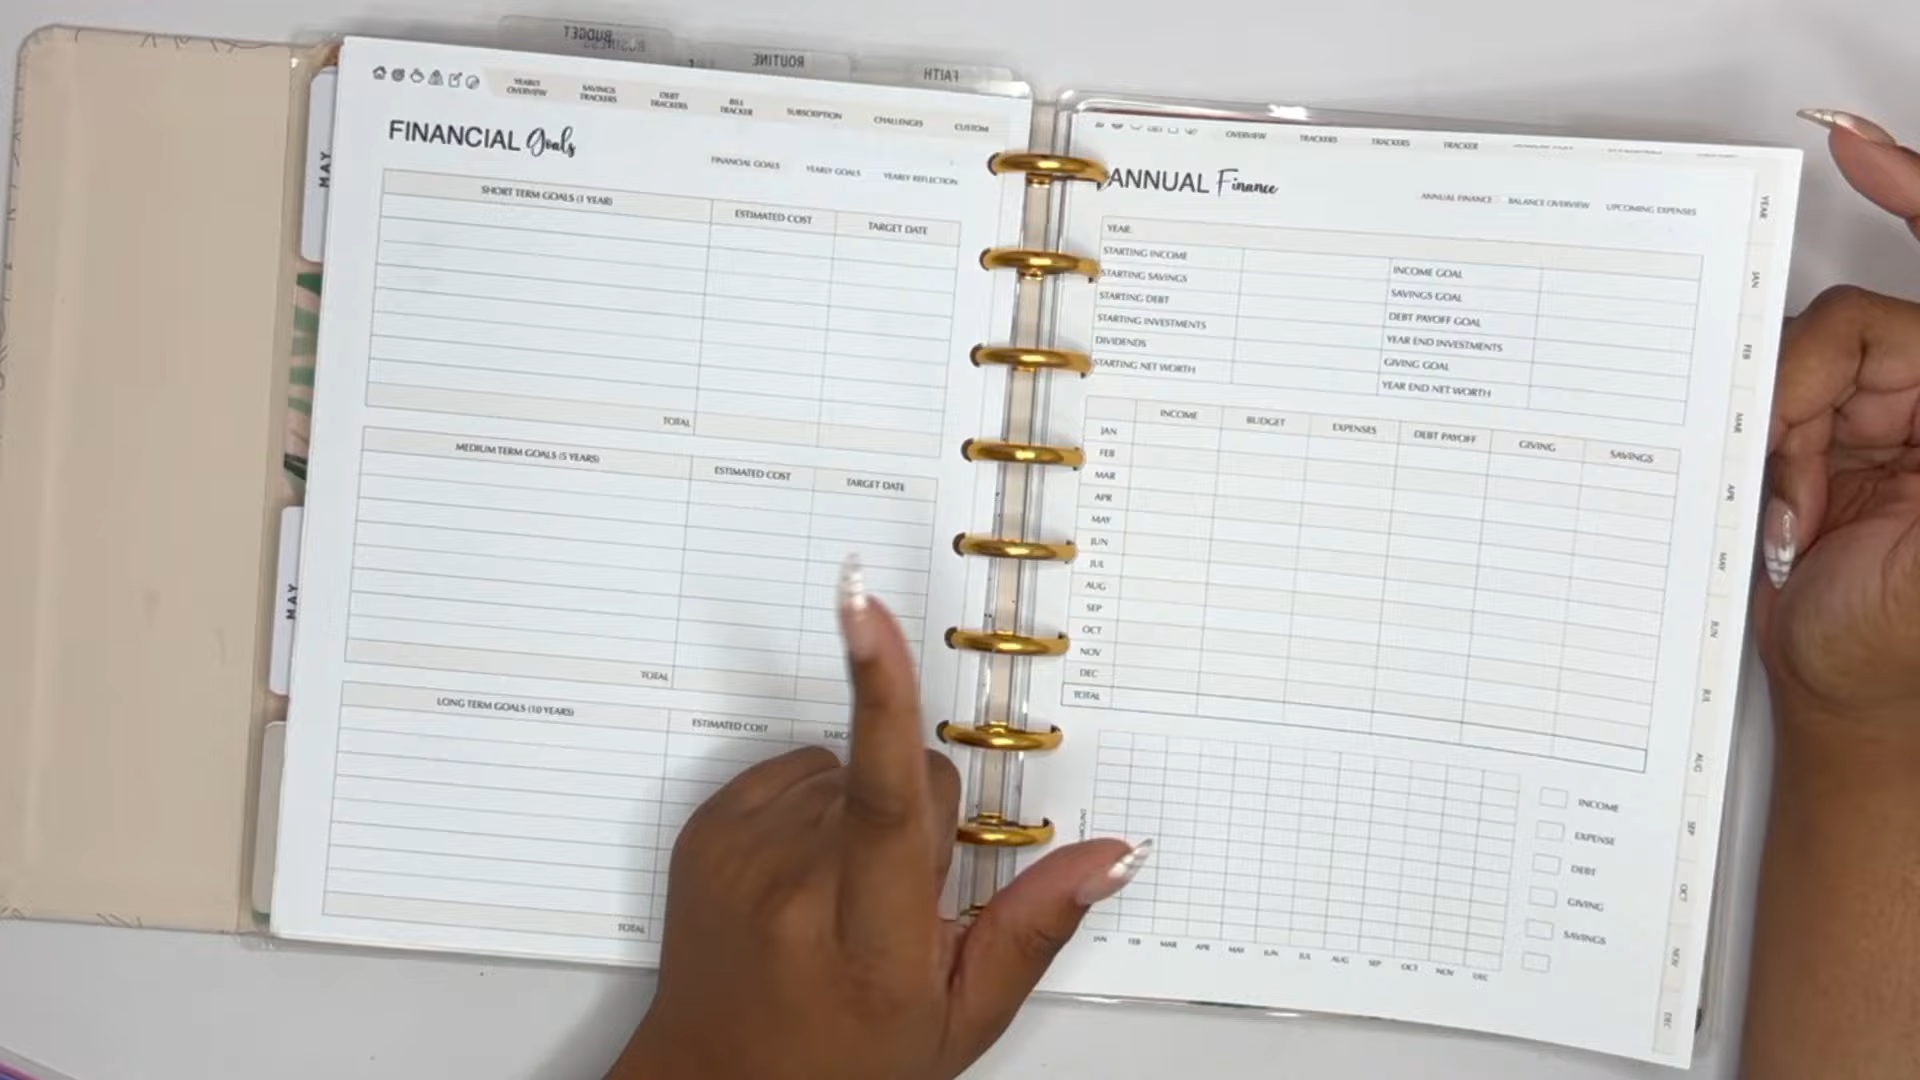 BUDGET
BUSINESS
ROUTINE
FAITH
MAY
MAY
YEARLY OVERVIEW
SAVINGS TRACKERS
DEBT TRACKERS
BILL TRACKER
SUBSCRIPTION
CHALLENGES
CUSTOM
FINANCIAL Goals
FINANCIAL GOALS YEARLY GOALS YEARLY REFLECTION
SHORT TERM GOALS (1 YEAR) ESTIMATED COST TARGET DATE
TOTAL
MEDIUM TERM GOALS (5 YEARS) ESTIMATED COST TARGET DATE
TOTAL
LONG TERM GOALS (10 YEARS) ESTIMATED COST
TOTAL
OVERVIEW TRACKERS TRACKERS TRACKER
ANNUAL Finance
ANNUAL FINANCE BALANCE OVERVIEW UPCOMING EXPENSES
YEAR:
STARTING INCOME INCOME GOAL
STARTING SAVINGS SAVINGS GOAL
STARTING DEBT DEBT PAYOFF GOAL
STARTING INVESTMENTS YEAR END INVESTMENTS
DIVIDENDS GIVING GOAL
STARTING NET WORTH YEAR END NET WORTH
INCOME BUDGET EXPENSES DEBT PAYOFF GIVING SAVINGS
JAN
FEB
MAR
APR
MAY
JUN
JUL
AUG
SEP
OCT
NOV
DEC
TOTAL
INCOME
EXPENSE
DEBT
GIVING
SAVINGS
JAN FEB MAR APR MAY JUN JUL AUG SEP OCT NOV DEC
YEAR
JAN
FEB
MAR
APR
MAY
JUN
JUL
AUG
SEP
OCT
NOV
DEC